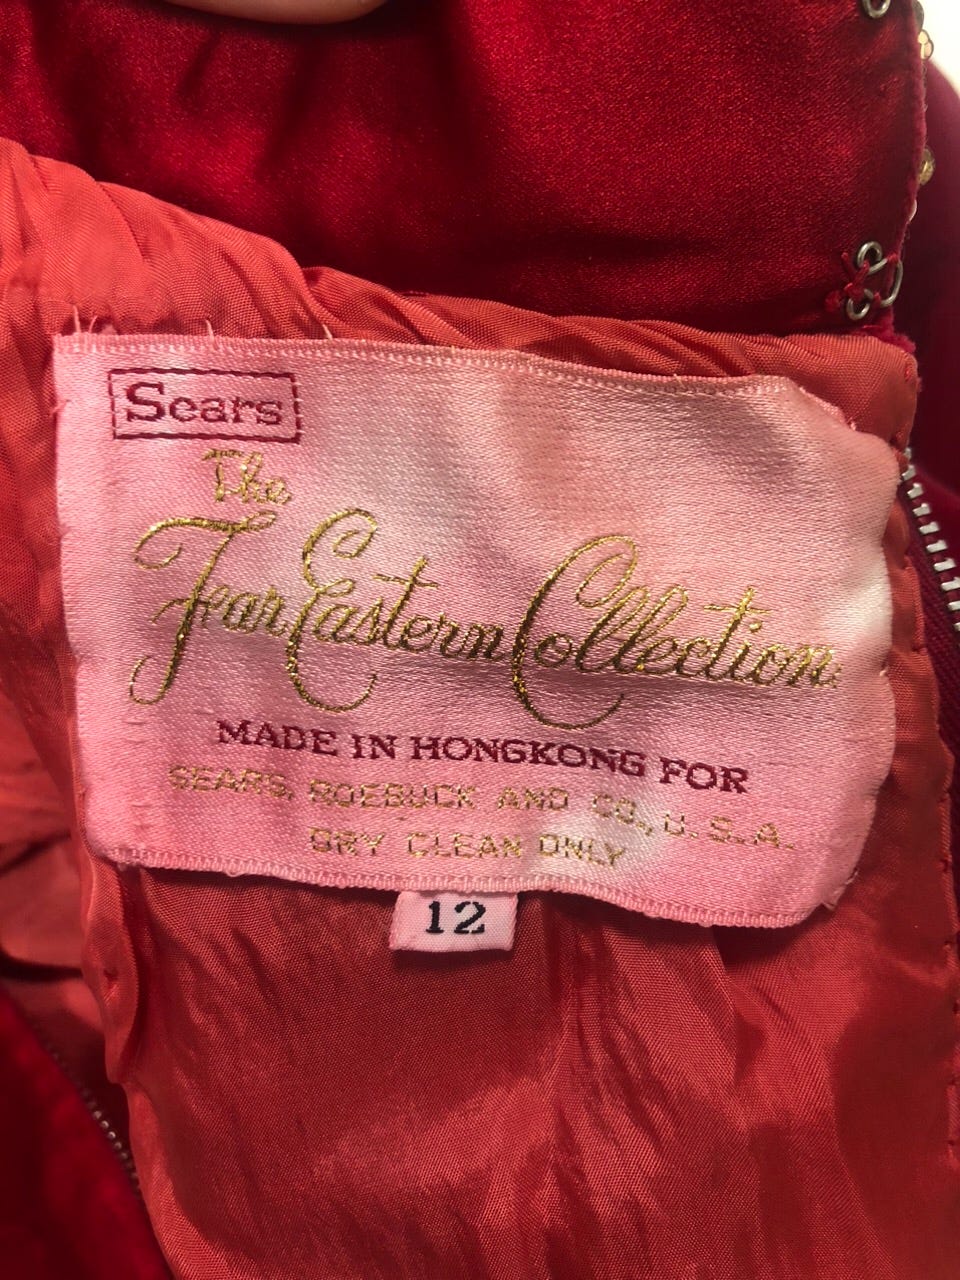 Sears
The
Far Eastern Collection
MADE IN HONGKONG FOR
SEARS, ROEBUCK AND CO., U.S.A.
DRY CLEAN ONLY
12